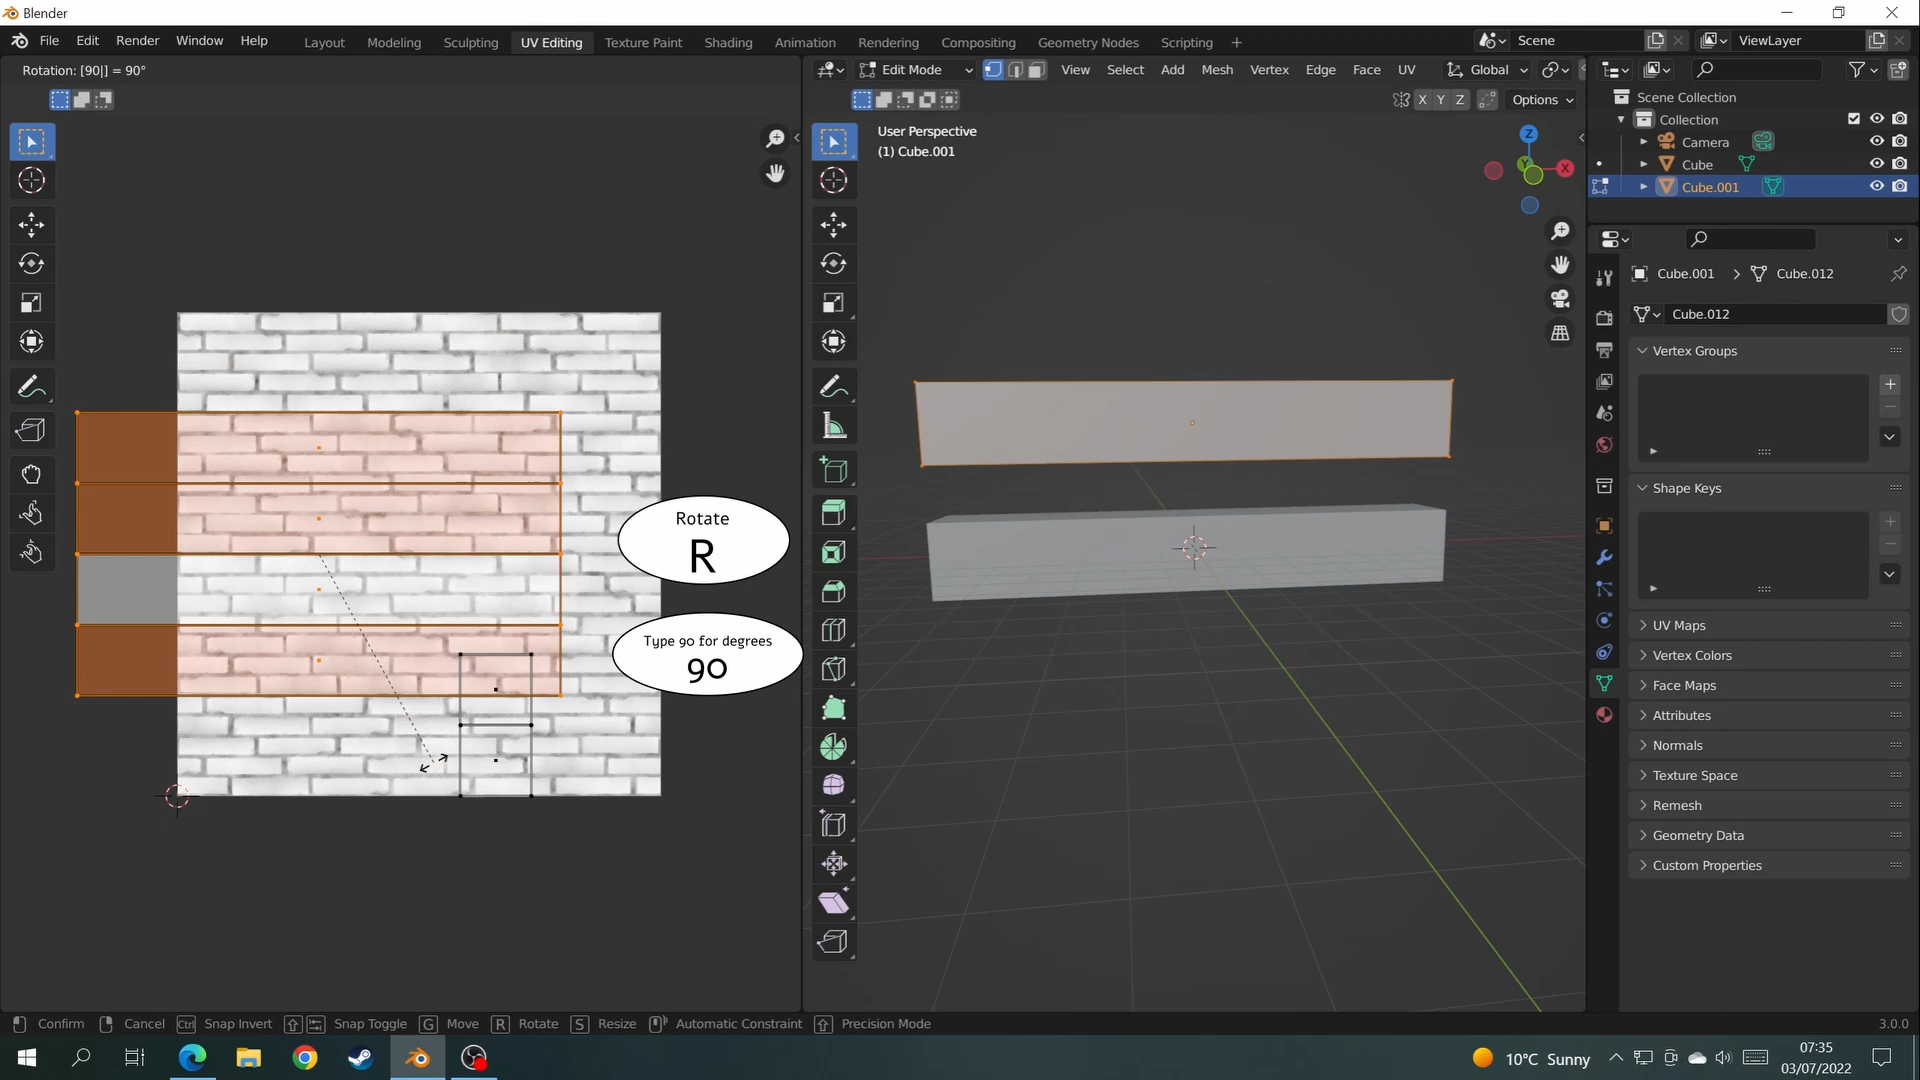 Blender
File Edit Render Window Help
Layout Modeling Sculpting UV Editing Texture Paint Shading Animation Rendering Compositing Geometry Nodes Scripting +
Scene
ViewLayer
Rotation: [90|] = 90°
Edit Mode View Select Add Mesh Vertex Edge Face UV Global
X Y Z Options
User Perspective
(1) Cube.001
Z
Y
X
Scene Collection
Collection
Camera
Cube
Cube.001
Cube.001 > Cube.012
Cube.012
Vertex Groups
Shape Keys
UV Maps
Vertex Colors
Face Maps
Attributes
Normals
Texture Space
Remesh
Geometry Data
Custom Properties
Rotate
R
Type 90 for degrees
90
Confirm Cancel Ctrl Snap Invert Snap Toggle G Move R Rotate S Resize Automatic Constraint Precision Mode
3.0.0
10°C Sunny
07:35
03/07/2022